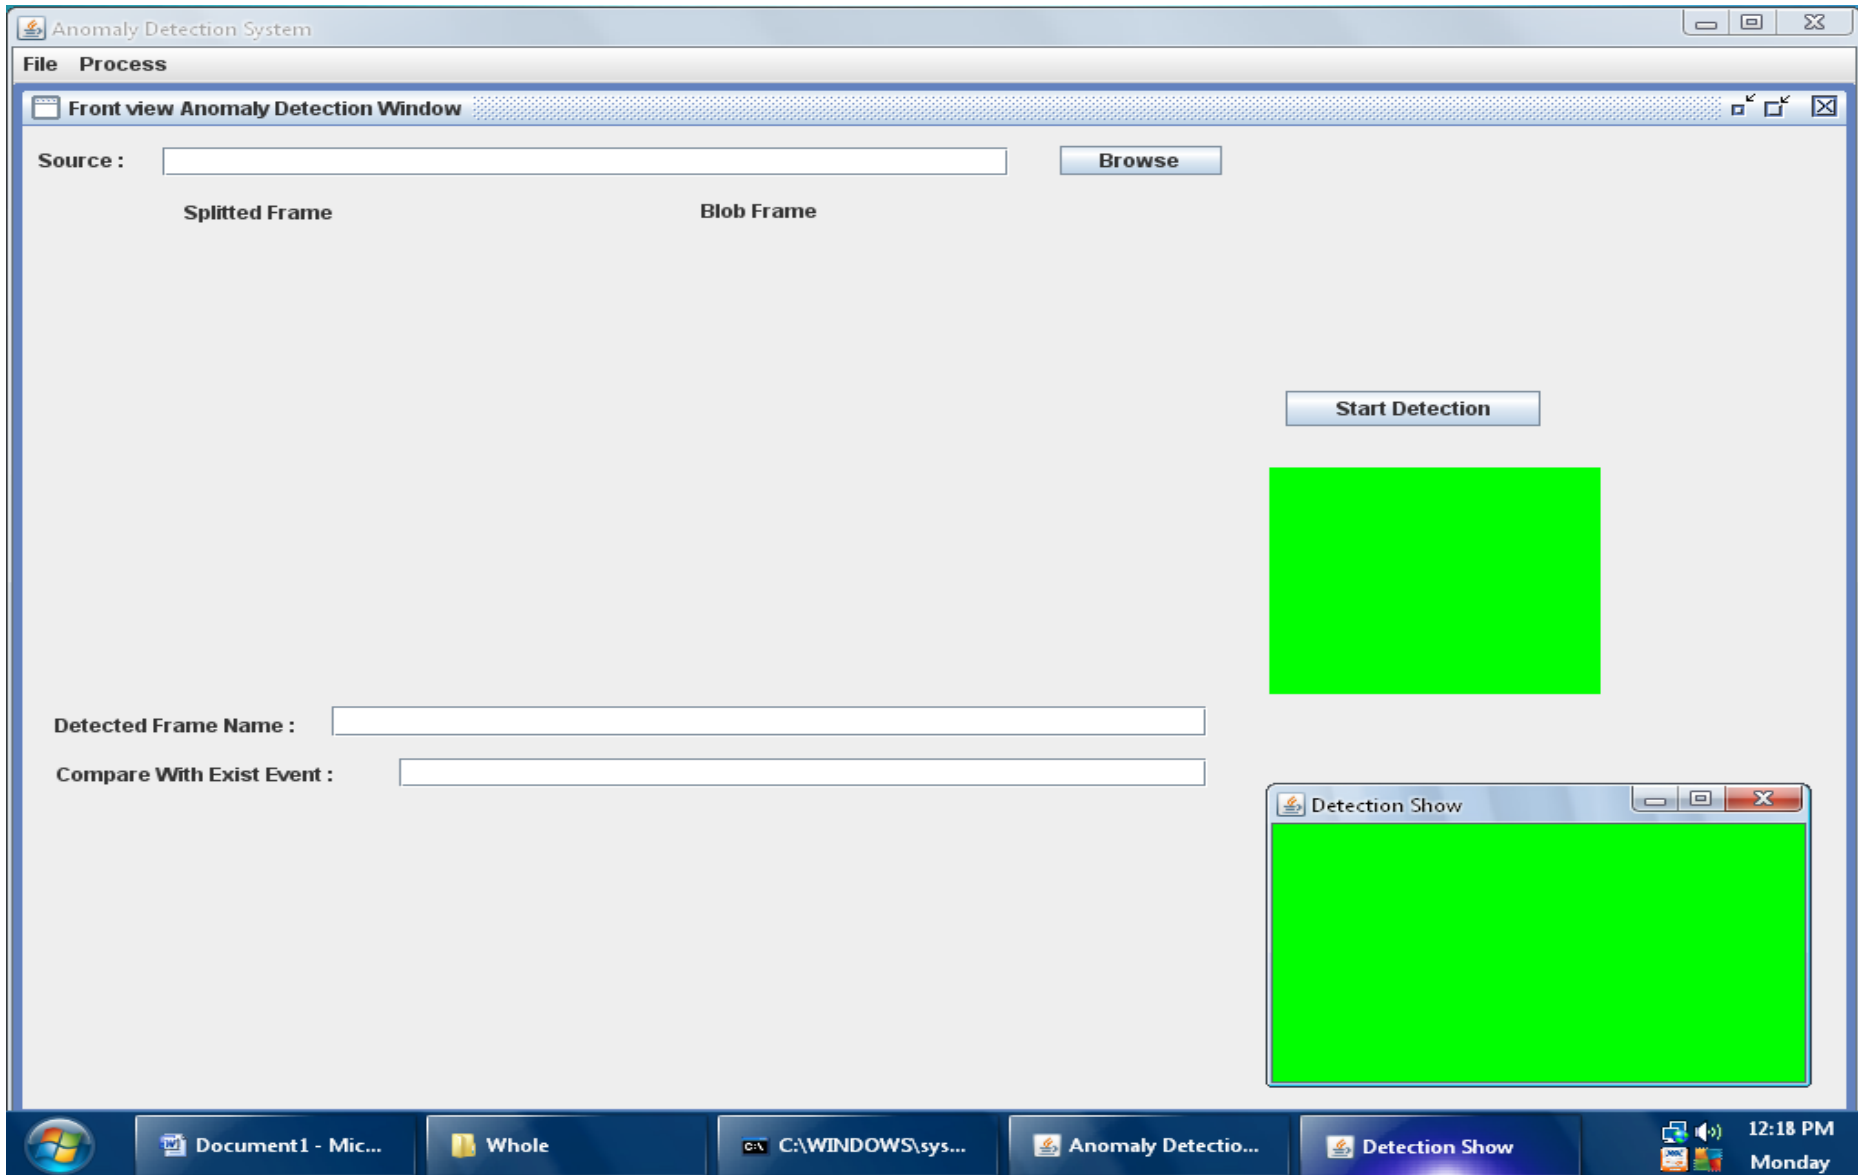 Anomaly Detection System
File Process
Front view Anomaly Detection Window
Source :
Browse
Splitted Frame
Blob Frame
Start Detection
Detected Frame Name :
Compare With Exist Event :
Detection Show
Document1 - Mic...
Whole
C:\WINDOWS\sys...
Anomaly Detectio...
Detection Show
12:18 PM
Monday